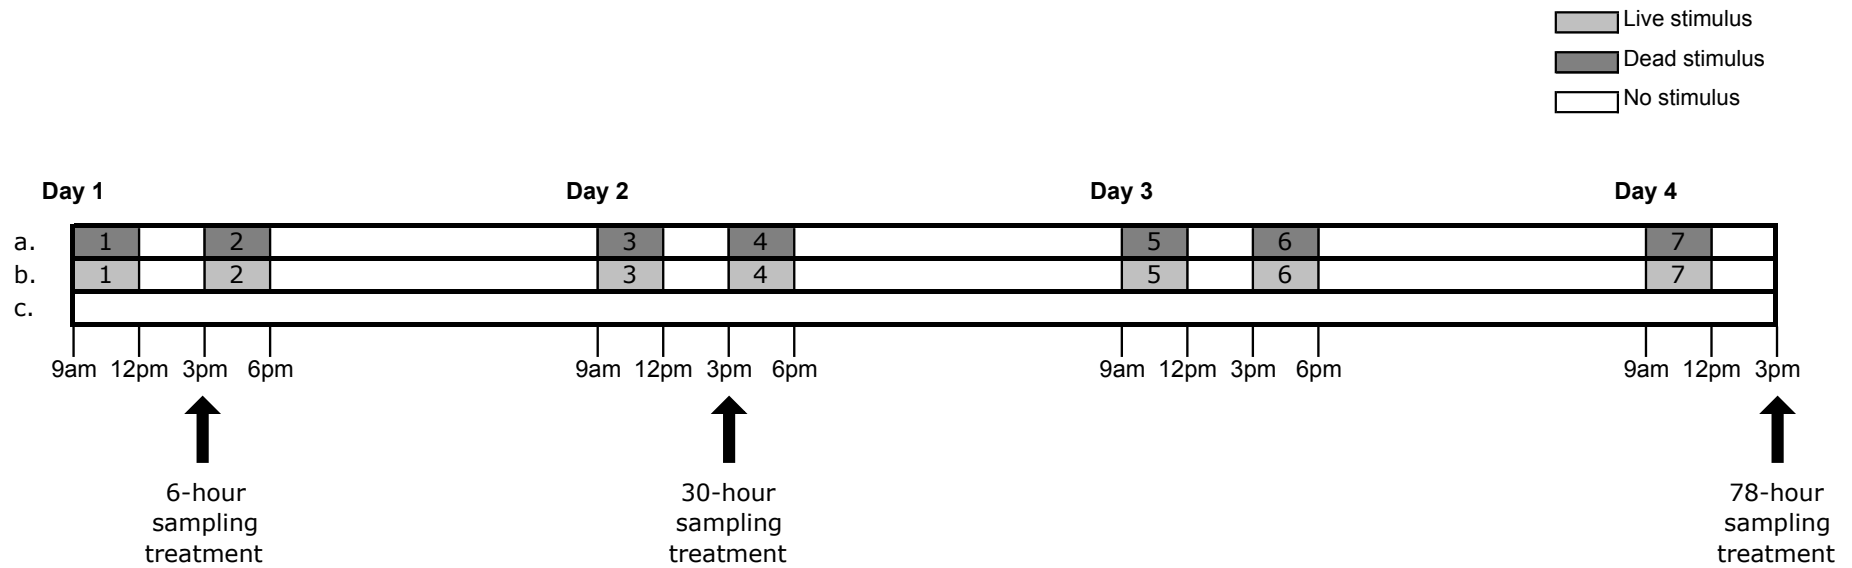 Live stimulus
Dead stimulus
No stimulus
Day 1 Day 2 Day 3 Day 4
a. 1 2 3 4 5 6 7
b. 1 2 3 4 5 6 7
c.
9am 12pm 3pm 6pm 9am 12pm 3pm 6pm 9am 12pm 3pm 6pm 9am 12pm 3pm
6-hour
sampling
treatment
30-hour
sampling
treatment
78-hour
sampling
treatment